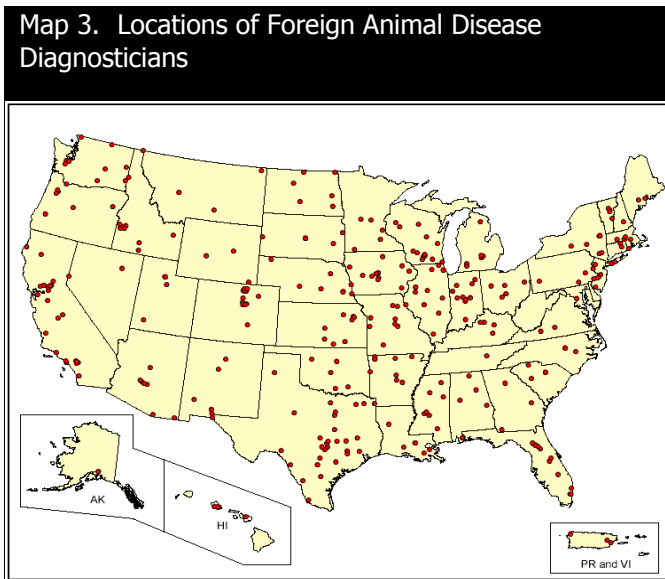 Map 3.  Locations of Foreign Animal Disease
Diagnosticians
AK
HI
PR and VI